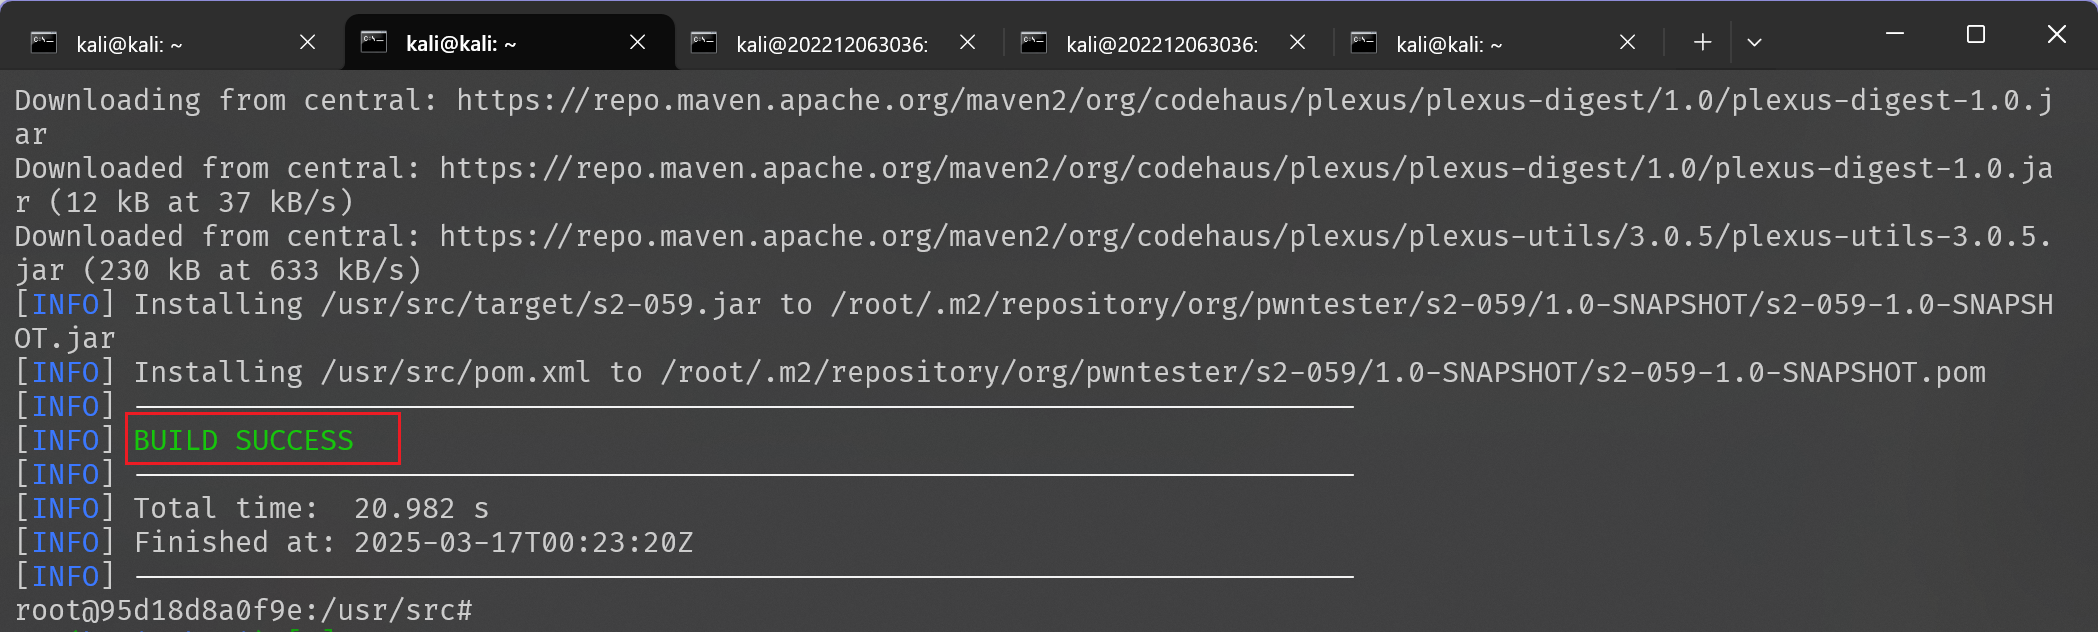 kali@kali: ~
kali@kali: ~
kali@202212063036:
kali@202212063036:
kali@kali: ~
Downloading from central: https://repo.maven.apache.org/maven2/org/codehaus/plexus/plexus-digest/1.0/plexus-digest-1.0.j
ar
Downloaded from central: https://repo.maven.apache.org/maven2/org/codehaus/plexus/plexus-digest/1.0/plexus-digest-1.0.ja
r (12 kB at 37 kB/s)
Downloaded from central: https://repo.maven.apache.org/maven2/org/codehaus/plexus/plexus-utils/3.0.5/plexus-utils-3.0.5.
jar (230 kB at 633 kB/s)
[INFO] Installing /usr/src/target/s2-059.jar to /root/.m2/repository/org/pwntester/s2-059/1.0-SNAPSHOT/s2-059-1.0-SNAPSH
OT.jar
[INFO] Installing /usr/src/pom.xml to /root/.m2/repository/org/pwntester/s2-059/1.0-SNAPSHOT/s2-059-1.0-SNAPSHOT.pom
[INFO]
[INFO] BUILD SUCCESS
[INFO]
[INFO] Total time:  20.982 s
[INFO] Finished at: 2025-03-17T00:23:20Z
[INFO]
root@95d18d8a0f9e:/usr/src#